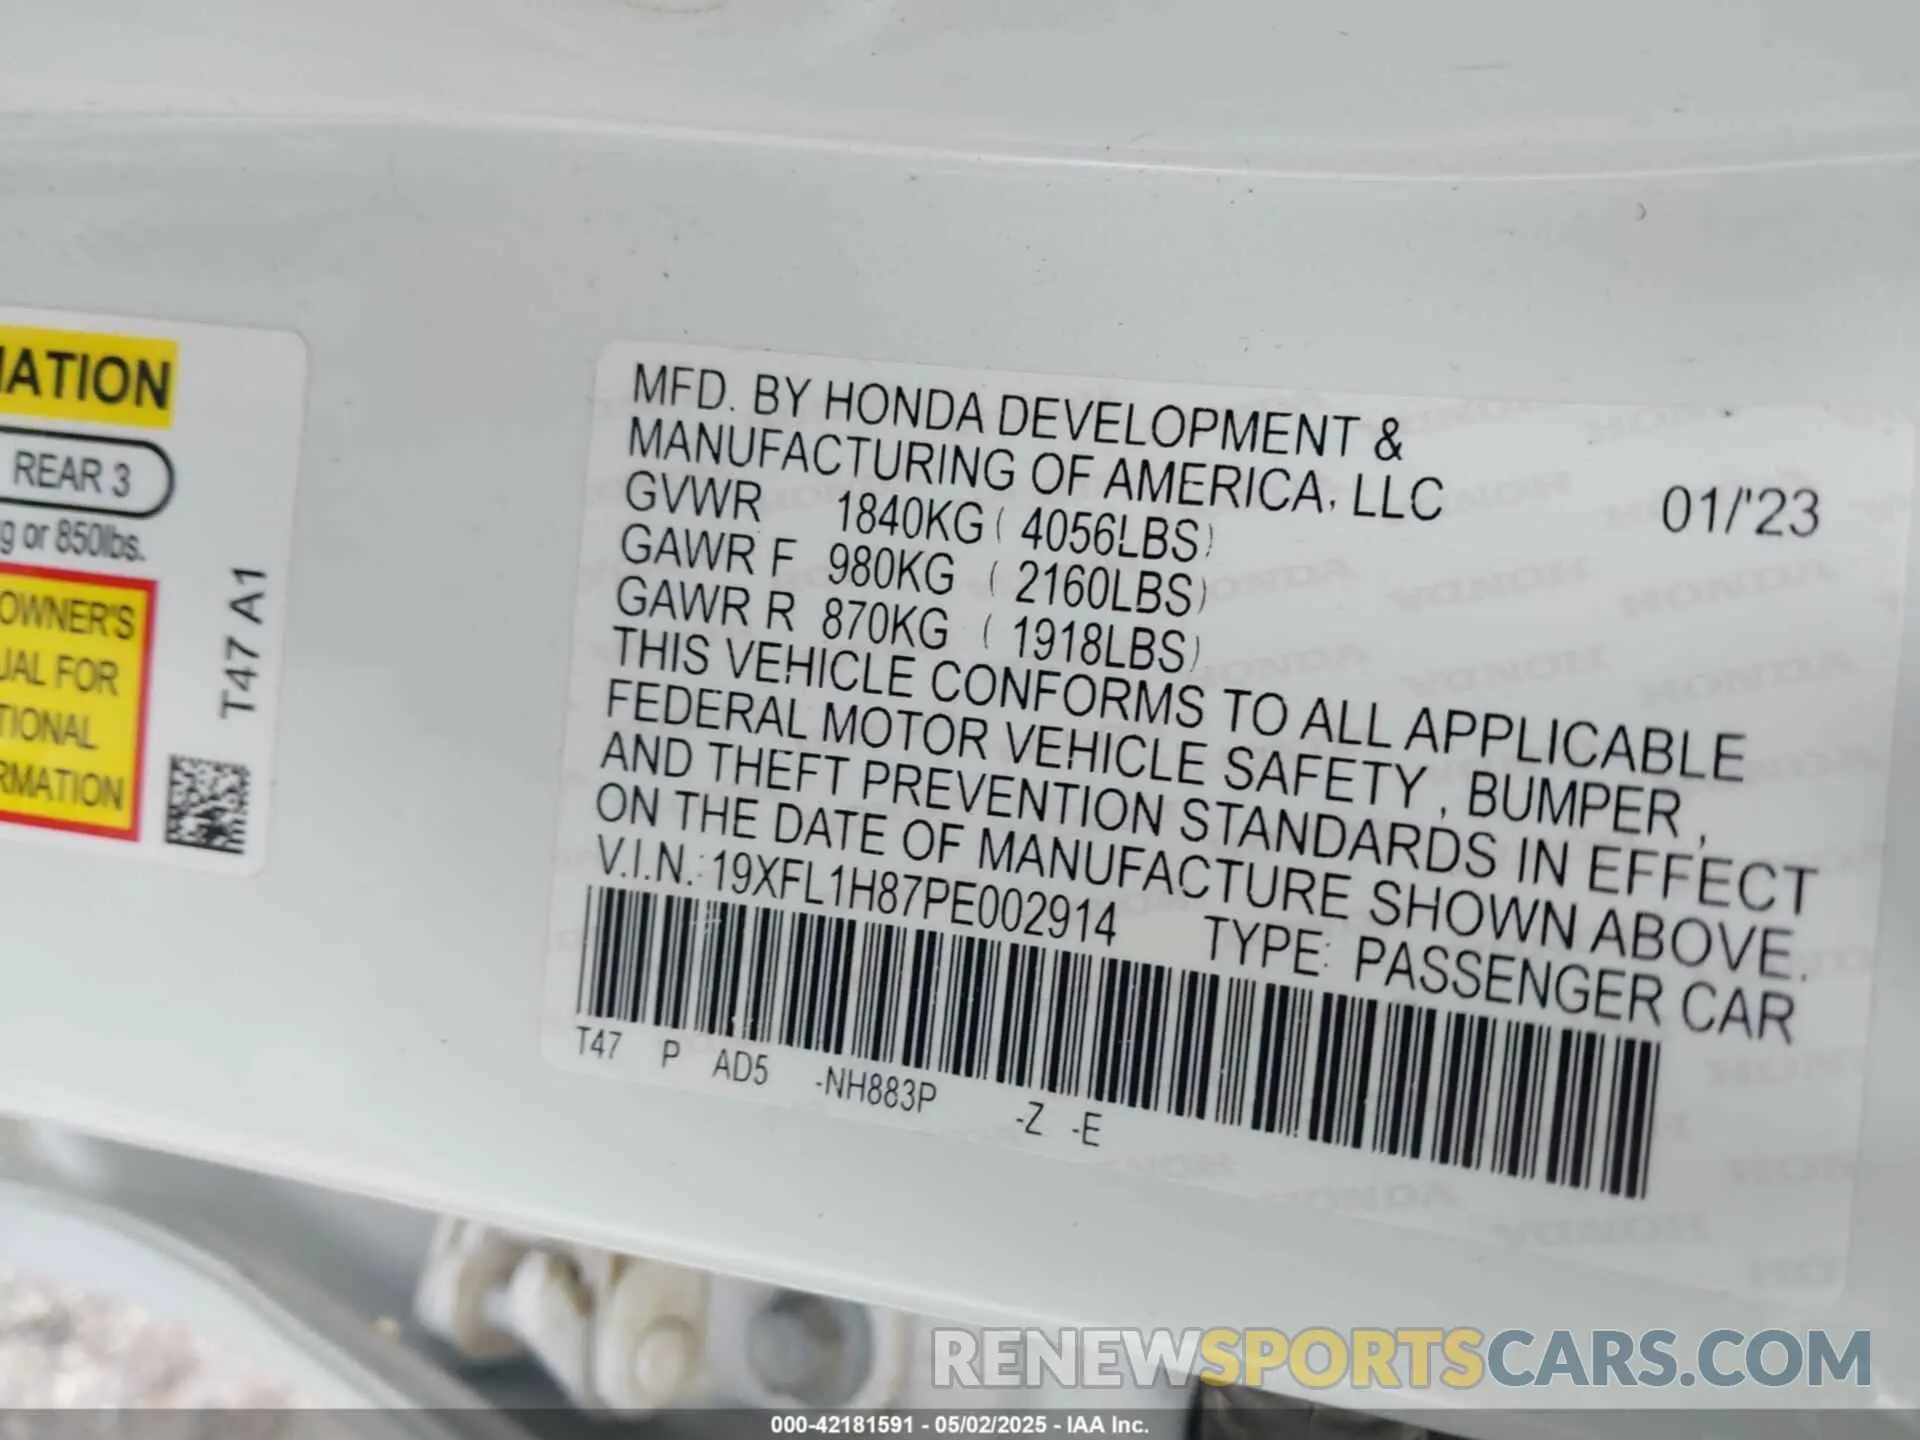 MATION
REAR 3
g or 850lbs.
OWNER'S
UAL FOR
TIONAL
RMATION
T47 A1
MFD. BY HONDA DEVELOPMENT &
MANUFACTURING OF AMERICA, LLC
GVWR 1840KG ( 4056LBS) 01/'23
GAWR F 980KG ( 2160LBS)
GAWR R 870KG ( 1918LBS)
THIS VEHICLE CONFORMS TO ALL APPLICABLE
FEDERAL MOTOR VEHICLE SAFETY , BUMPER ,
AND THEFT PREVENTION STANDARDS IN EFFECT
ON THE DATE OF MANUFACTURE SHOWN ABOVE.
V.I.N.: 19XFL1H87PE002914 TYPE: PASSENGER CAR
T47 P AD5 -NH883P -Z -E
RENEWSPORTSCARS.COM
000-42181591 - 05/02/2025 - IAA Inc.